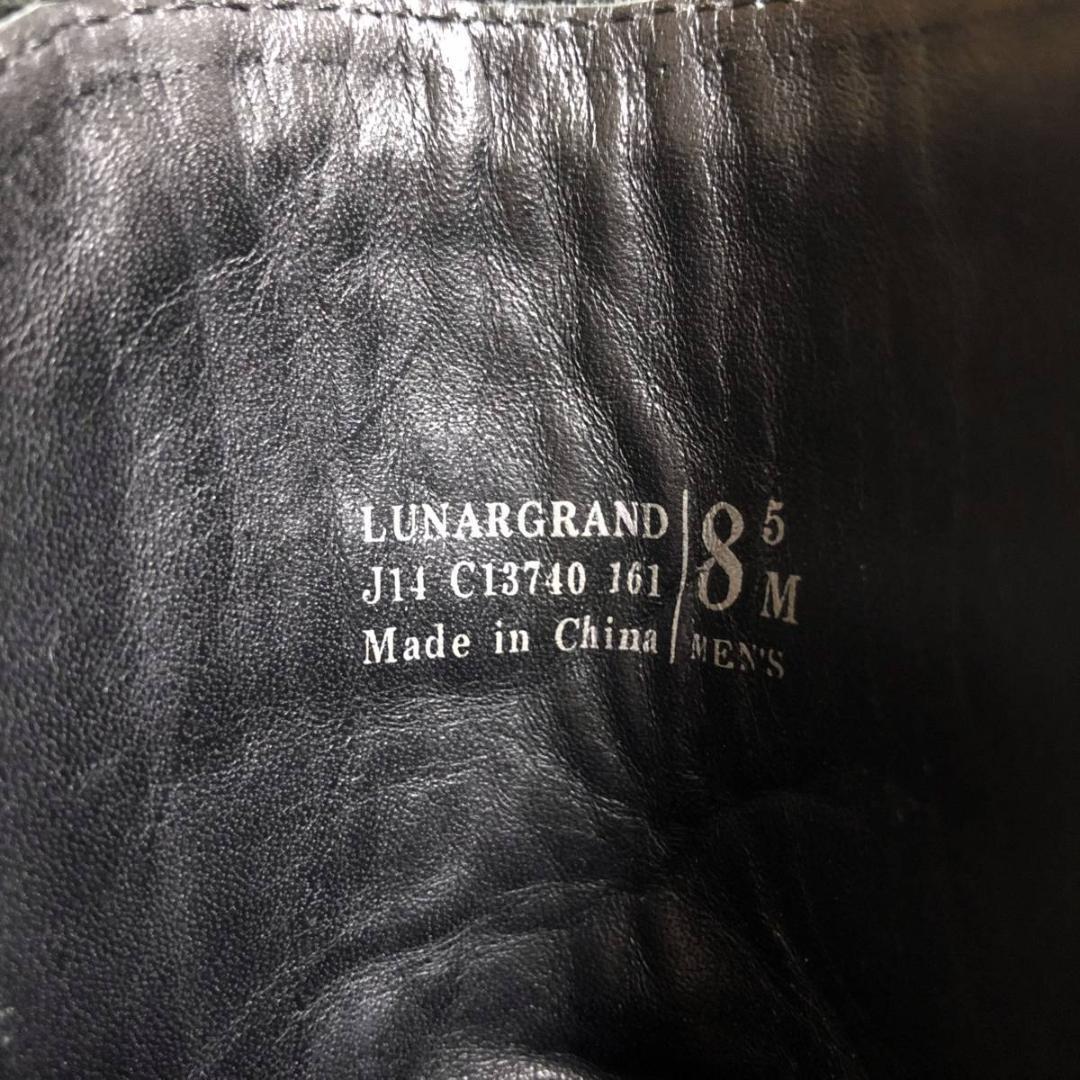 LUNARGRAND
J14 C13740 161
Made in China
8 5
M
MEN'S